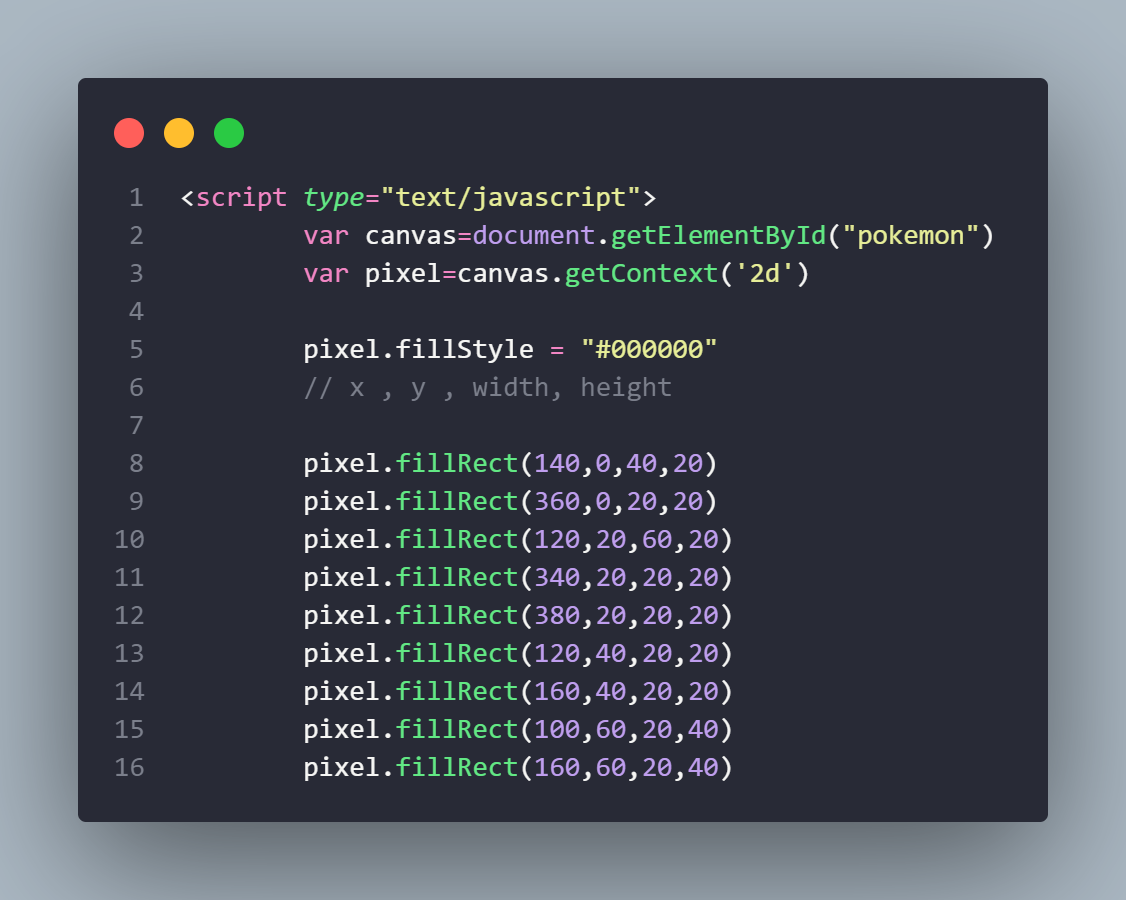 1 <script type="text/javascript">
2 var canvas=document.getElementById("pokemon")
3 var pixel=canvas.getContext('2d')
4
5 pixel.fillStyle = "#000000"
6 // x , y , width, height
7
8 pixel.fillRect(140,0,40,20)
9 pixel.fillRect(360,0,20,20)
10 pixel.fillRect(120,20,60,20)
11 pixel.fillRect(340,20,20,20)
12 pixel.fillRect(380,20,20,20)
13 pixel.fillRect(120,40,20,20)
14 pixel.fillRect(160,40,20,20)
15 pixel.fillRect(100,60,20,40)
16 pixel.fillRect(160,60,20,40)